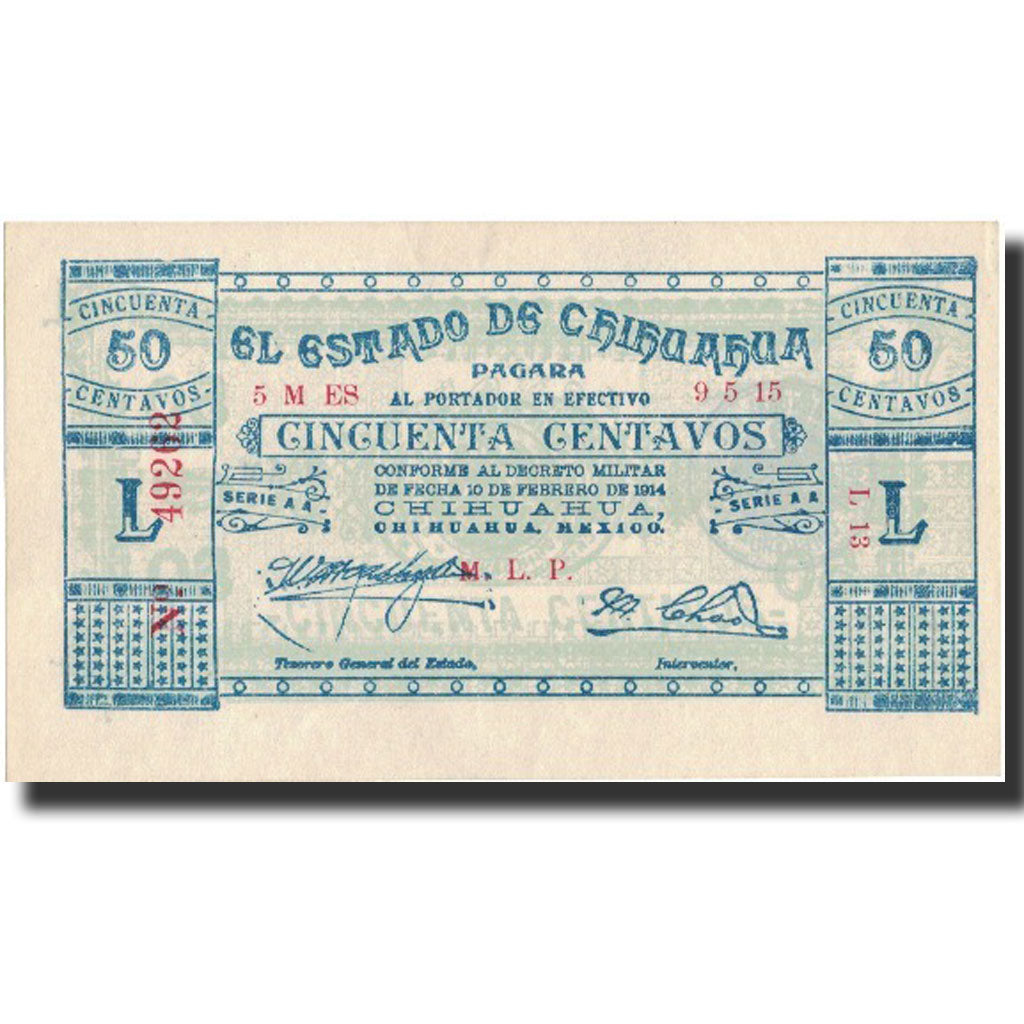 CINCUENTA
50
CENTAVOS
L
Nº 49262
EL ESTADO DE CHIHUAHUA
PAGARA
5 M ES AL PORTADOR EN EFECTIVO 9 5 15
CINCUENTA CENTAVOS
CONFORME AL DECRETO MILITAR
DE FECHA 10 DE FEBRERO DE 1914
CHIHUAHUA,
CHIHUAHUA, MEXICO.
SERIE A A
SERIE A A
M. L. P.
M. Chao
Tesorero General del Estado,
Interventor,
CINCUENTA
50
CENTAVOS
L
L 13